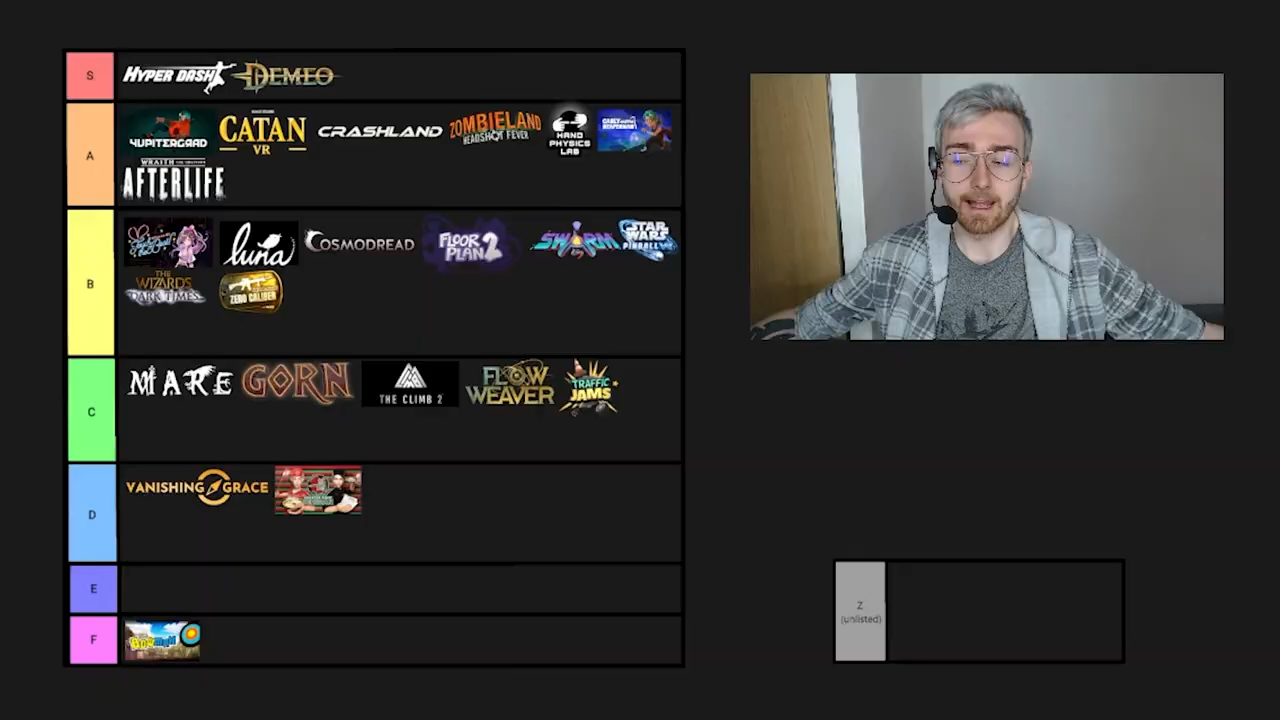 S
HYPER DASH
DEMEO
A
YUPITERGRAD
CATAN
VR
CRASHLAND
ZOMBIELAND
HEADSHOT FEVER
HAND
PHYSICS
LAB
WRAITH
AFTERLIFE
B
luna
COSMODREAD
FLOOR
PLAN 2
SWARM
STAR
WARS
PINBALL VR
THE
WIZARDS
DARK TIMES
ZERO CALIBER
C
MARE
GORN
THE CLIMB 2
FLOW
WEAVER
TRAFFIC
JAMS
D
VANISHING GRACE
E
F
Z
(unlisted)